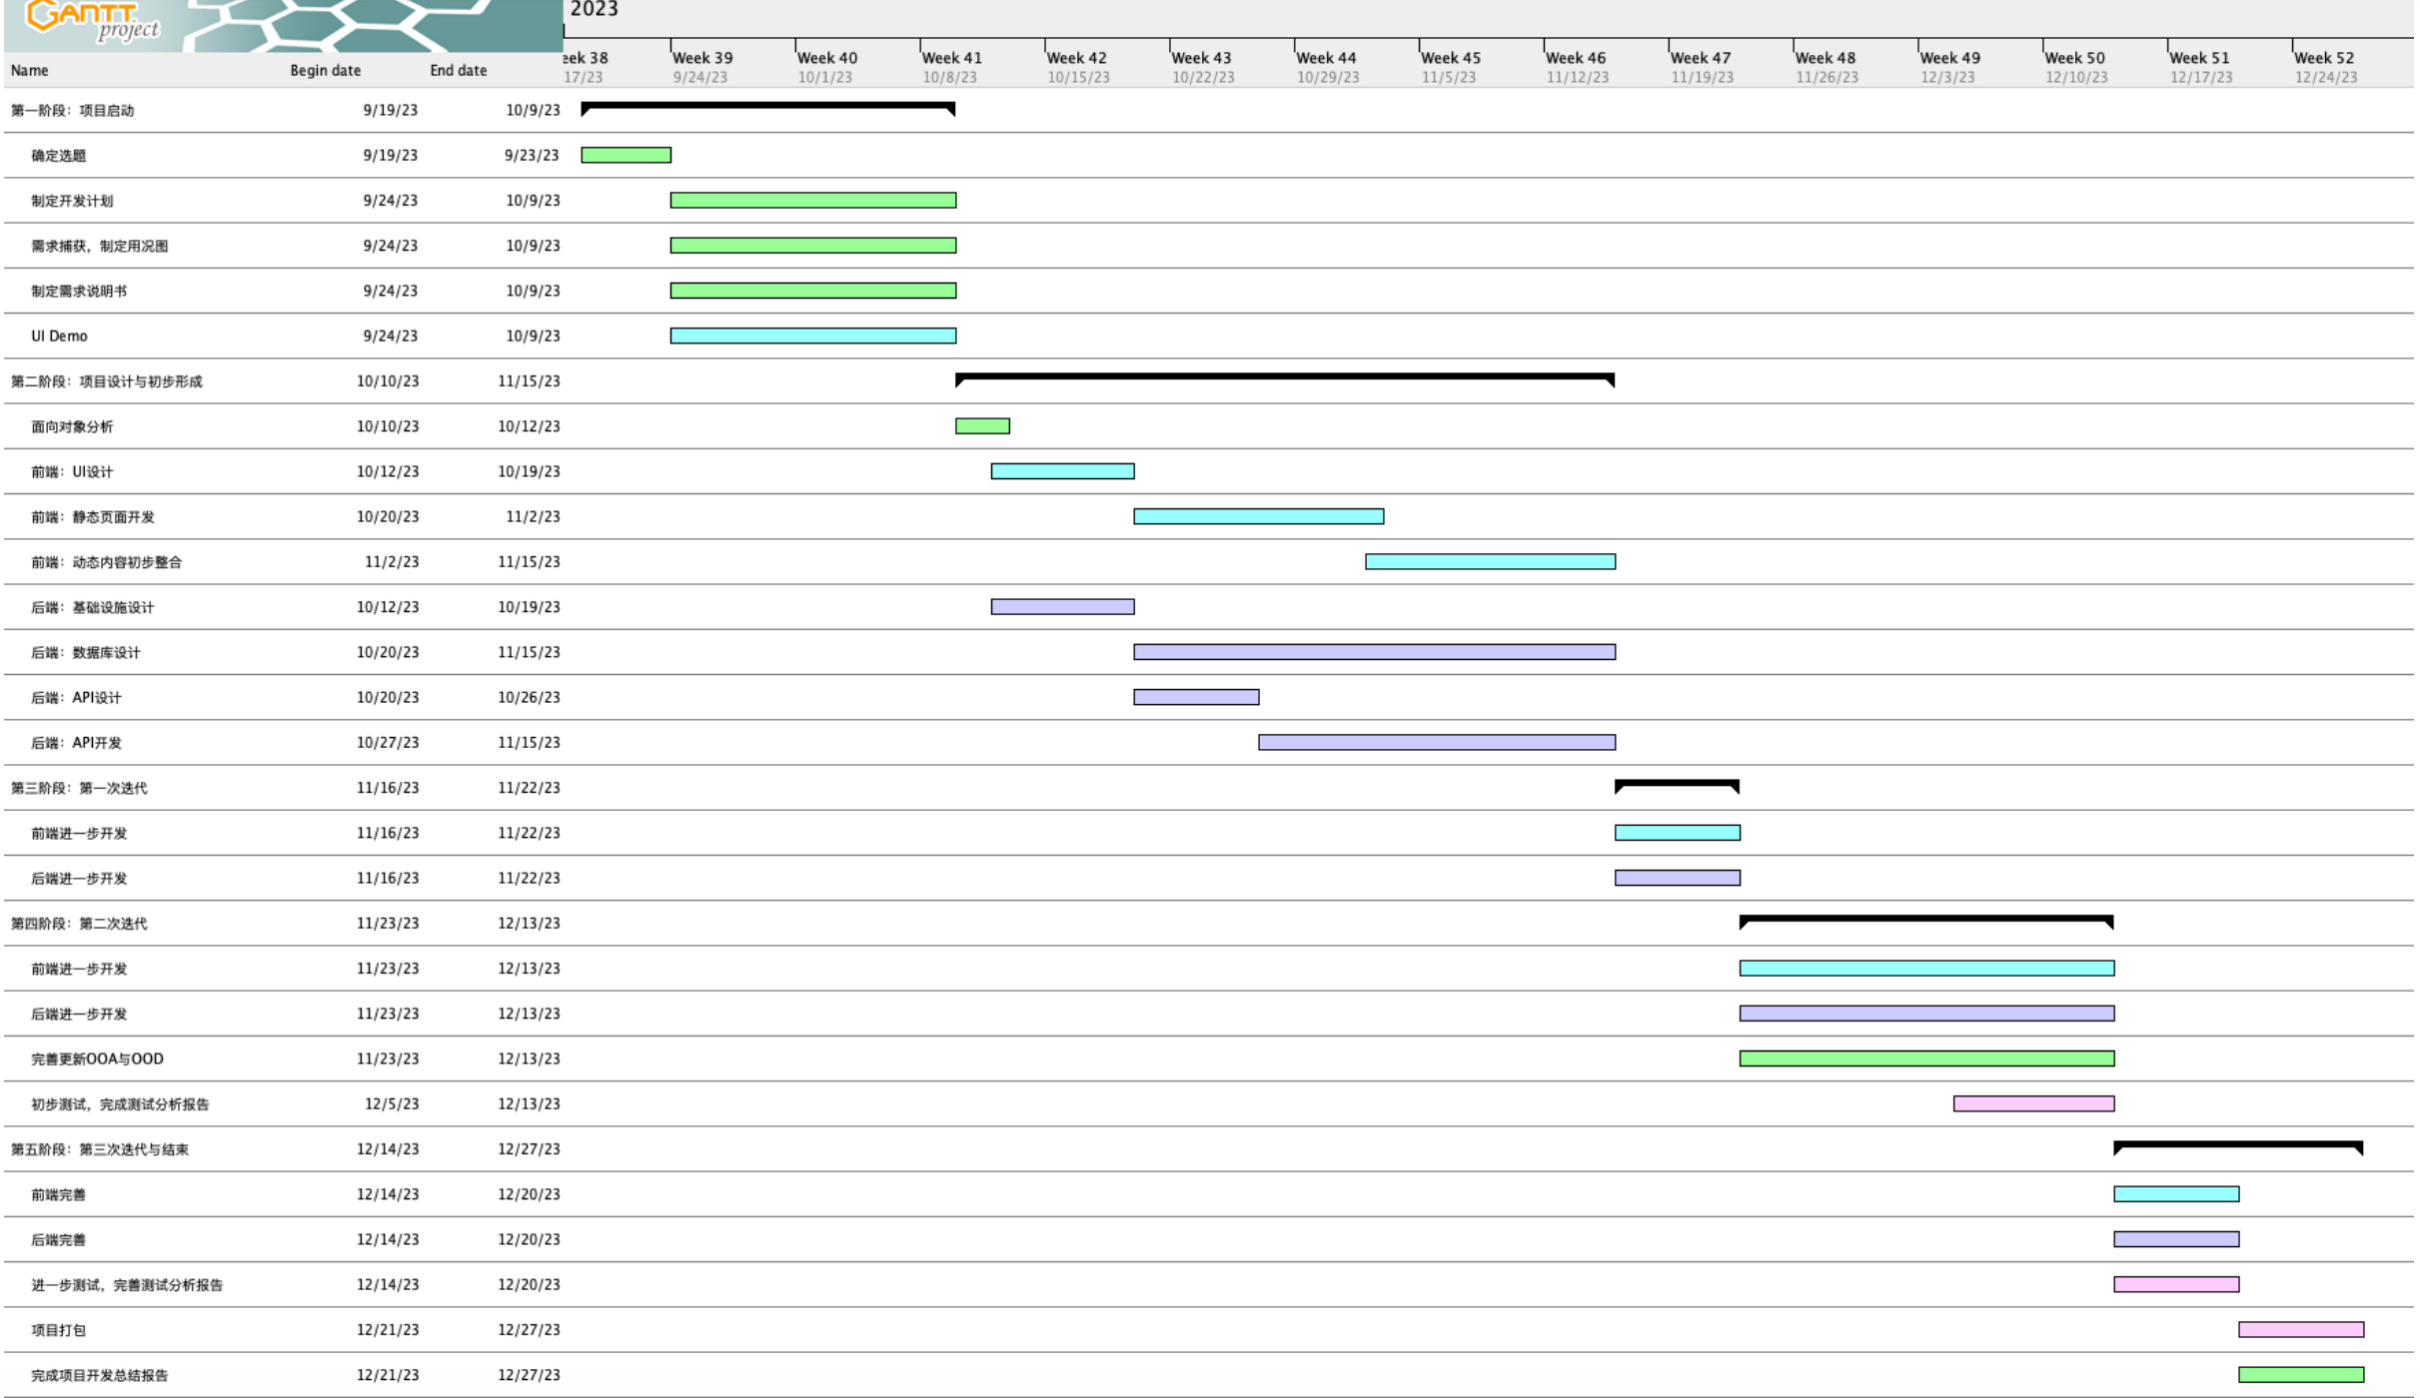 GANTT
project
2023
eek 38 Week 39 Week 40 Week 41 Week 42 Week 43 Week 44 Week 45 Week 46 Week 47 Week 48 Week 49 Week 50 Week 51 Week 52
Name Begin date End date 17/23 9/24/23 10/1/23 10/8/23 10/15/23 10/22/23 10/29/23 11/5/23 11/12/23 11/19/23 11/26/23 12/3/23 12/10/23 12/17/23 12/24/23
第一阶段：项目启动 9/19/23 10/9/23
确定选题 9/19/23 9/23/23
制定开发计划 9/24/23 10/9/23
需求捕获，制定用况图 9/24/23 10/9/23
制定需求说明书 9/24/23 10/9/23
UI Demo 9/24/23 10/9/23
第二阶段：项目设计与初步形成 10/10/23 11/15/23
面向对象分析 10/10/23 10/12/23
前端：UI设计 10/12/23 10/19/23
前端：静态页面开发 10/20/23 11/2/23
前端：动态内容初步整合 11/2/23 11/15/23
后端：基础设施设计 10/12/23 10/19/23
后端：数据库设计 10/20/23 11/15/23
后端：API设计 10/20/23 10/26/23
后端：API开发 10/27/23 11/15/23
第三阶段：第一次迭代 11/16/23 11/22/23
前端进一步开发 11/16/23 11/22/23
后端进一步开发 11/16/23 11/22/23
第四阶段：第二次迭代 11/23/23 12/13/23
前端进一步开发 11/23/23 12/13/23
后端进一步开发 11/23/23 12/13/23
完善更新OOA与OOD 11/23/23 12/13/23
初步测试，完成测试分析报告 12/5/23 12/13/23
第五阶段：第三次迭代与结束 12/14/23 12/27/23
前端完善 12/14/23 12/20/23
后端完善 12/14/23 12/20/23
进一步测试，完善测试分析报告 12/14/23 12/20/23
项目打包 12/21/23 12/27/23
完成项目开发总结报告 12/21/23 12/27/23